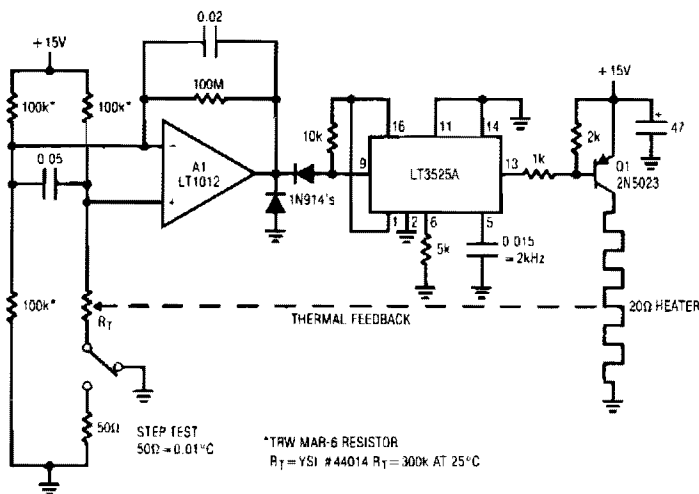 0.02
+15V
100M
+15V
100k*
100k*
10k
16
11
14
2k
47
+
0.05
−
A1
LT1012
+
9
LT3525A
13
1k
Q1
2N5023
1N914's
1
2
6
5
5k
0.015
=2kHz
100k*
RT
THERMAL FEEDBACK
20Ω HEATER
50Ω
STEP TEST
50Ω=0.01°C
*TRW MAR-6 RESISTOR
RT=YSI #44014 RT=300k AT 25°C